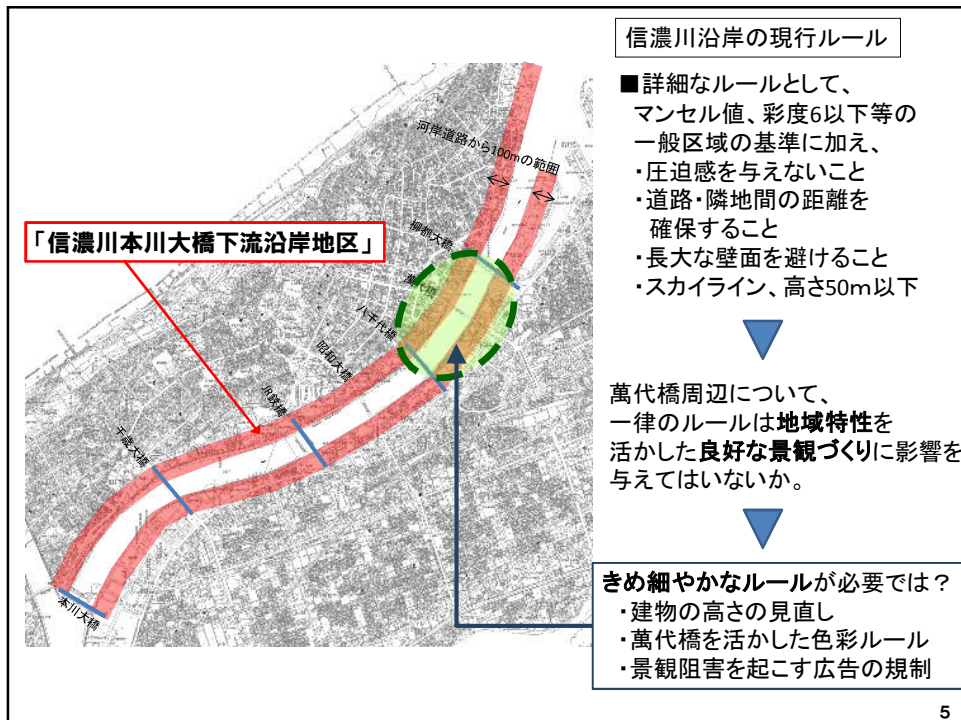 信濃川沿岸の現行ルール
■詳細なルールとして、
マンセル値、彩度6以下等の
一般区域の基準に加え、
・圧迫感を与えないこと
・道路・隣地間の距離を
確保すること
・長大な壁面を避けること
・スカイライン、高さ50m以下
河岸道路から100mの範囲
「信濃川本川大橋下流沿岸地区」
柳都大橋
萬代橋
八千代橋
昭和大橋
JR鉄橋
千歳大橋
本川大橋
萬代橋周辺について、
一律のルールは地域特性を
活かした良好な景観づくりに影響を
与えてはいないか。
きめ細やかなルールが必要では？
・建物の高さの見直し
・萬代橋を活かした色彩ルール
・景観阻害を起こす広告の規制
5